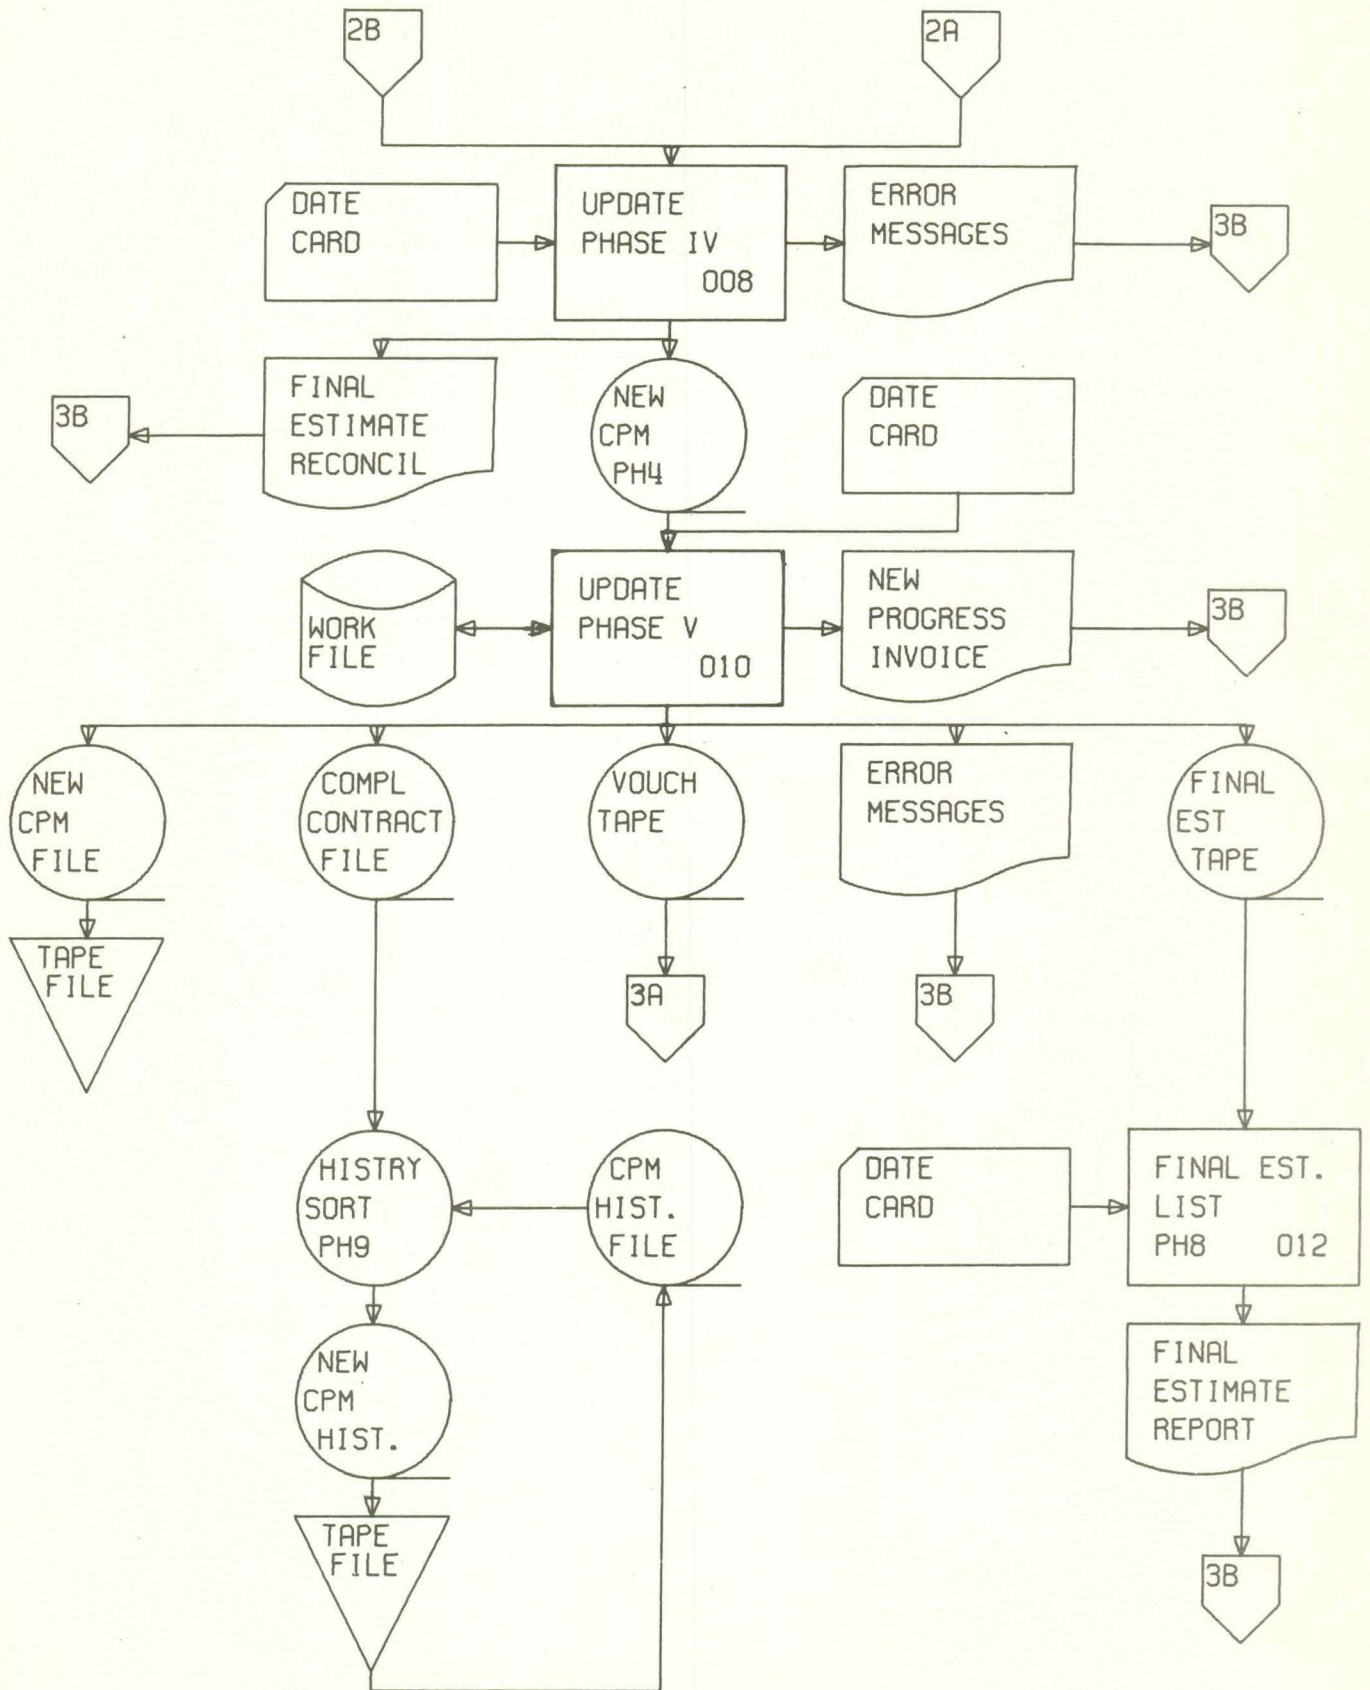 2B
2A
DATE
CARD
UPDATE
PHASE IV
008
ERROR
MESSAGES
3B
3B
FINAL
ESTIMATE
RECONCIL
NEW
CPM
PH4
DATE
CARD
WORK
FILE
UPDATE
PHASE V
010
NEW
PROGRESS
INVOICE
3B
NEW
CPM
FILE
COMPL
CONTRACT
FILE
VOUCH
TAPE
ERROR
MESSAGES
FINAL
EST
TAPE
TAPE
FILE
3A
3B
HISTRY
SORT
PH9
CPM
HIST.
FILE
DATE
CARD
FINAL EST.
LIST
PH8 012
NEW
CPM
HIST.
FINAL
ESTIMATE
REPORT
TAPE
FILE
3B